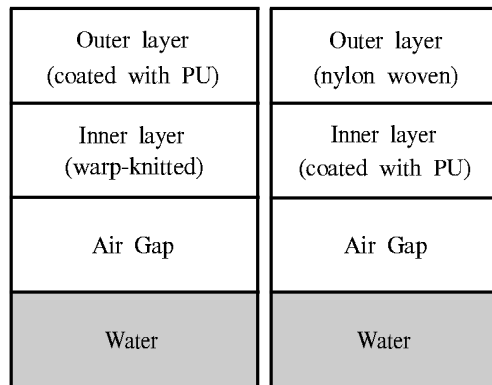 Outer layer
(coated with PU)
Inner layer
(warp-knitted)
Air Gap
Water
Outer layer
(nylon woven)
Inner layer
(coated with PU)
Air Gap
Water